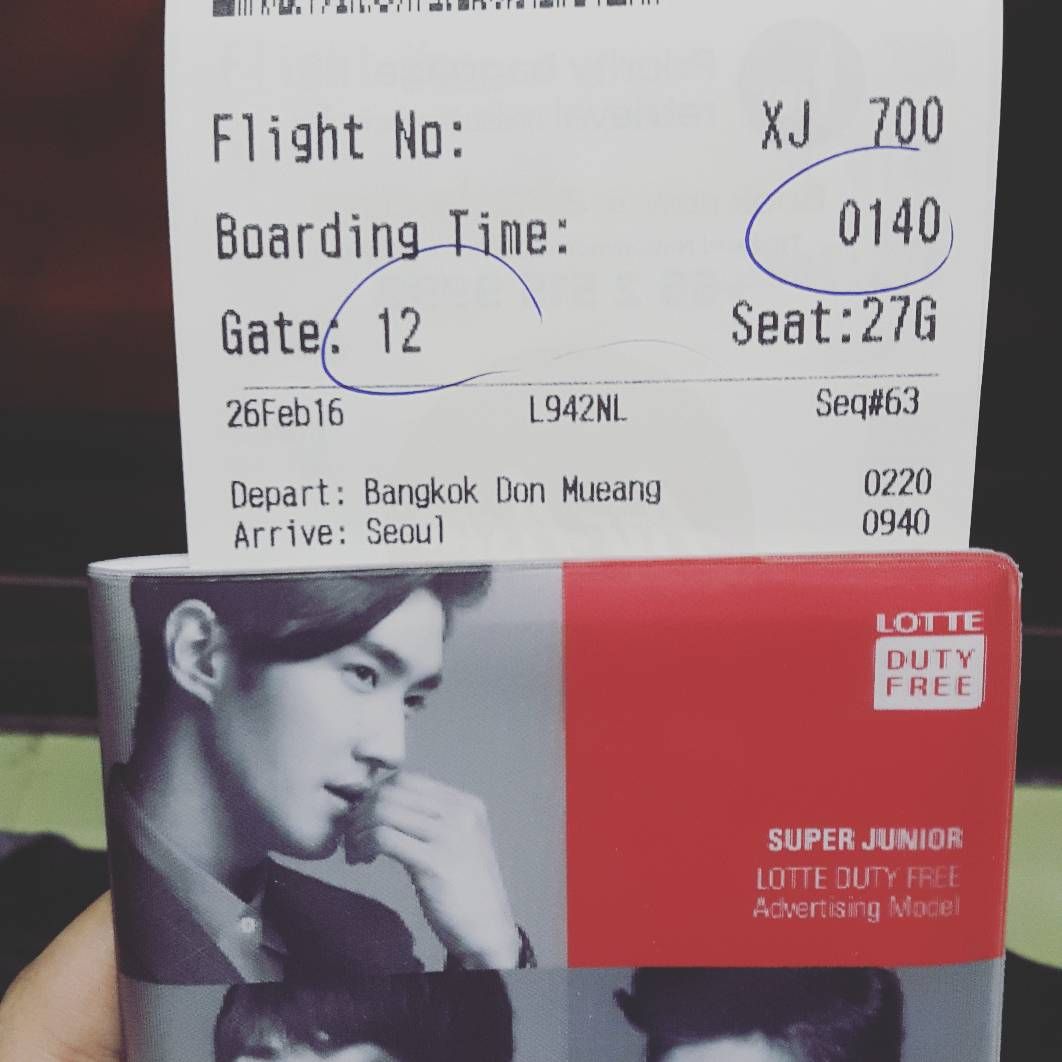 Flight No: XJ 700
Boarding Time: 0140
Gate: 12 Seat:27G
26Feb16 L942NL Seq#63
Depart: Bangkok Don Mueang 0220
Arrive: Seoul 0940
LOTTE
DUTY
FREE
SUPER JUNIOR
LOTTE DUTY FREE
Advertising Model